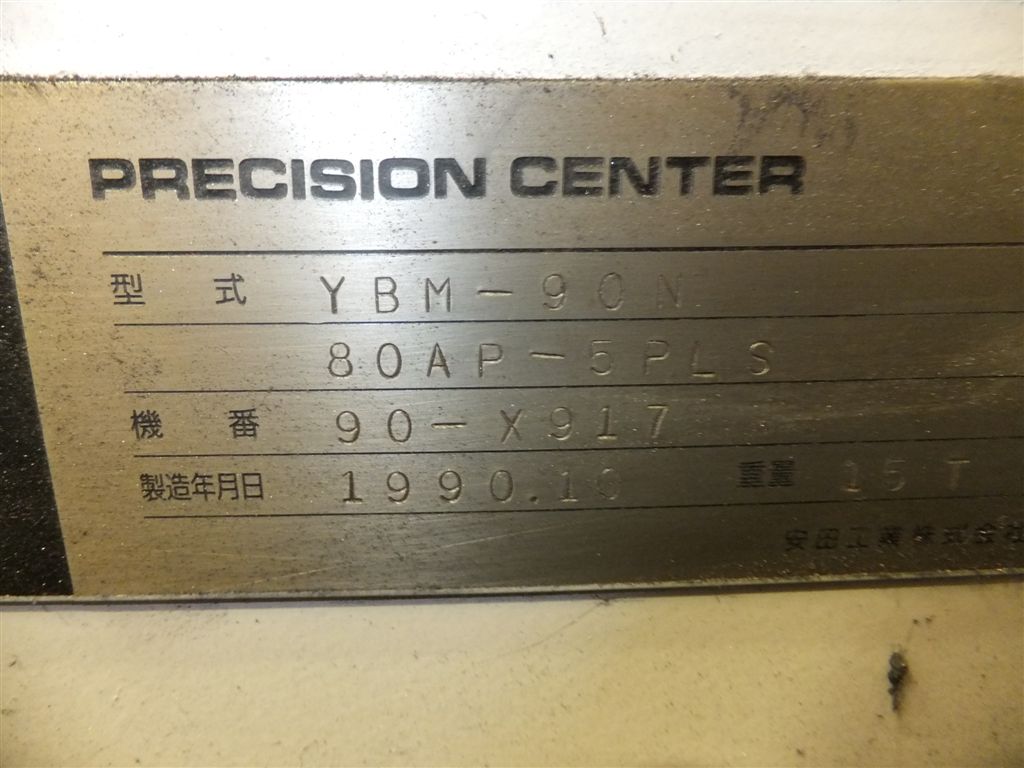 PRECISION CENTER
型式 YBM-90N
80AP-5PLS
機番 90-X917
製造年月日 1990.10 重量 15T
安田工業株式会社